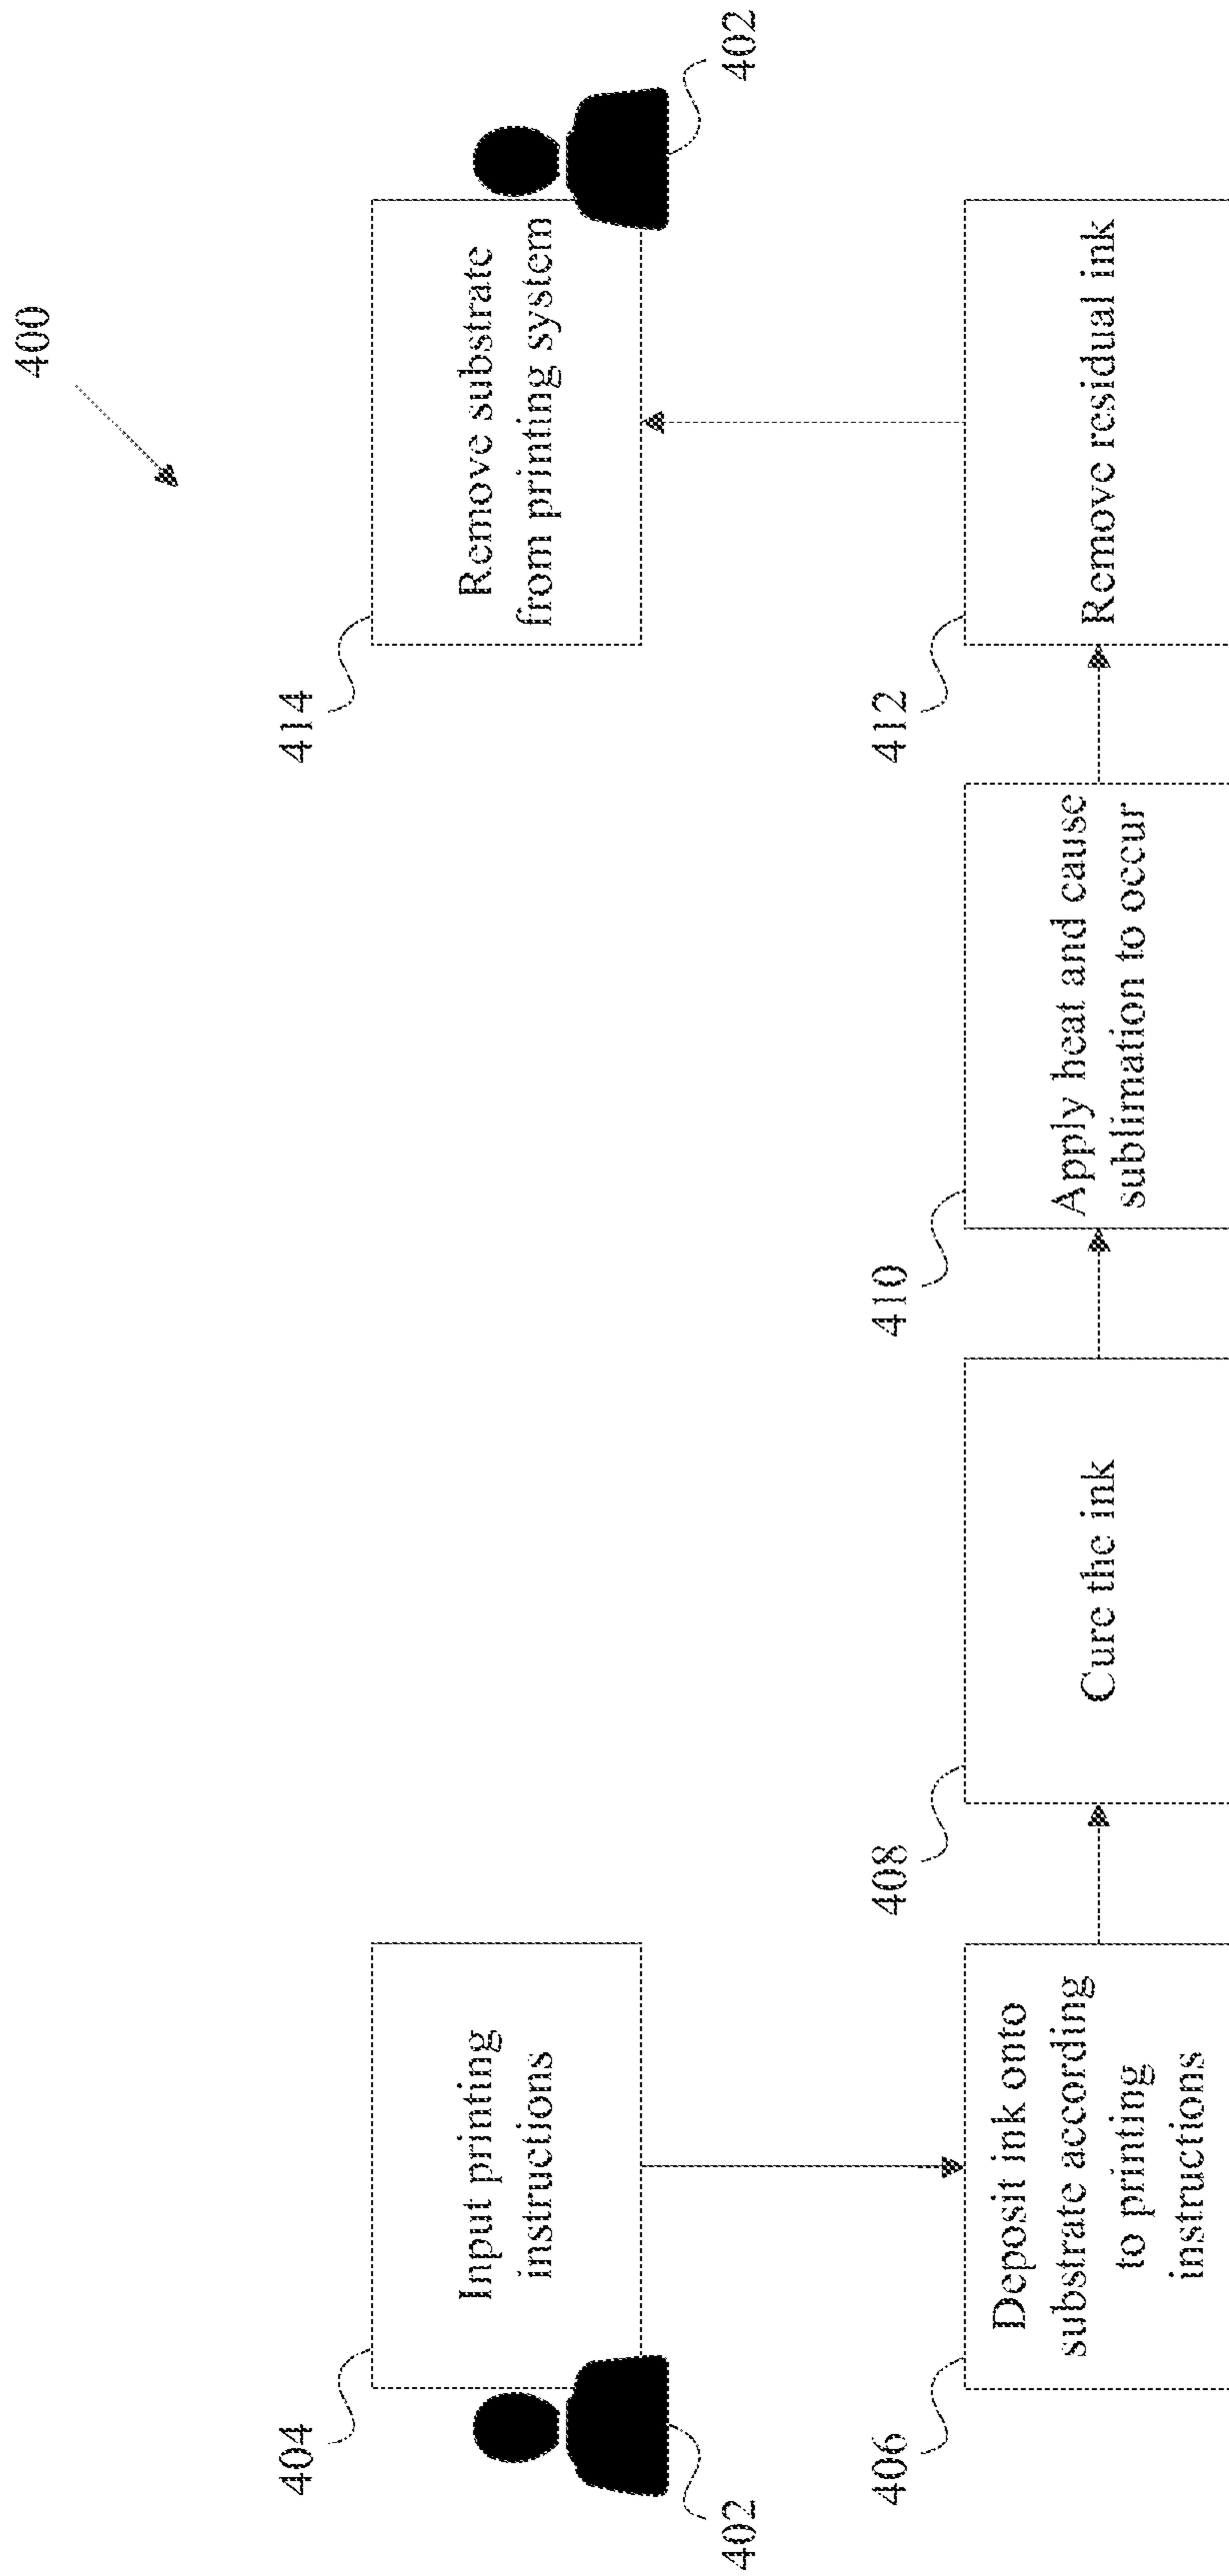 400
404
Input printing
instructions
402
414
Remove substrate
from printing system
402
406
Deposit ink onto
substrate according
to printing
instructions
408
Cure the ink
410
Apply heat and cause
sublimation to occur
412
Remove residual ink